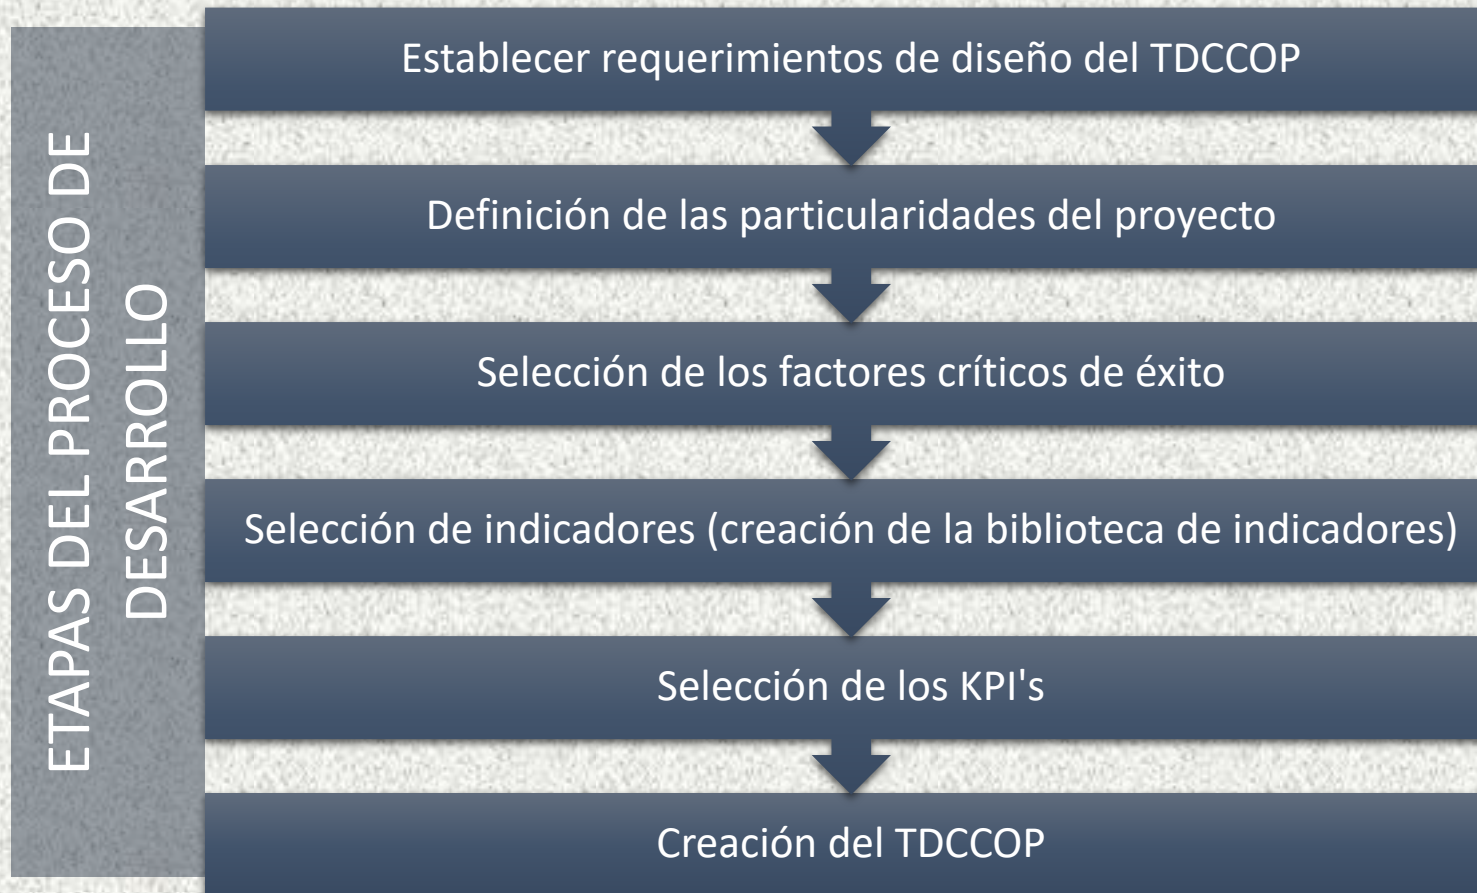 ETAPAS DEL PROCESO DE
DESARROLLO
Establecer requerimientos de diseño del TDCCOP
Definición de las particularidades del proyecto
Selección de los factores críticos de éxito
Selección de indicadores (creación de la biblioteca de indicadores)
Selección de los KPI's
Creación del TDCCOP